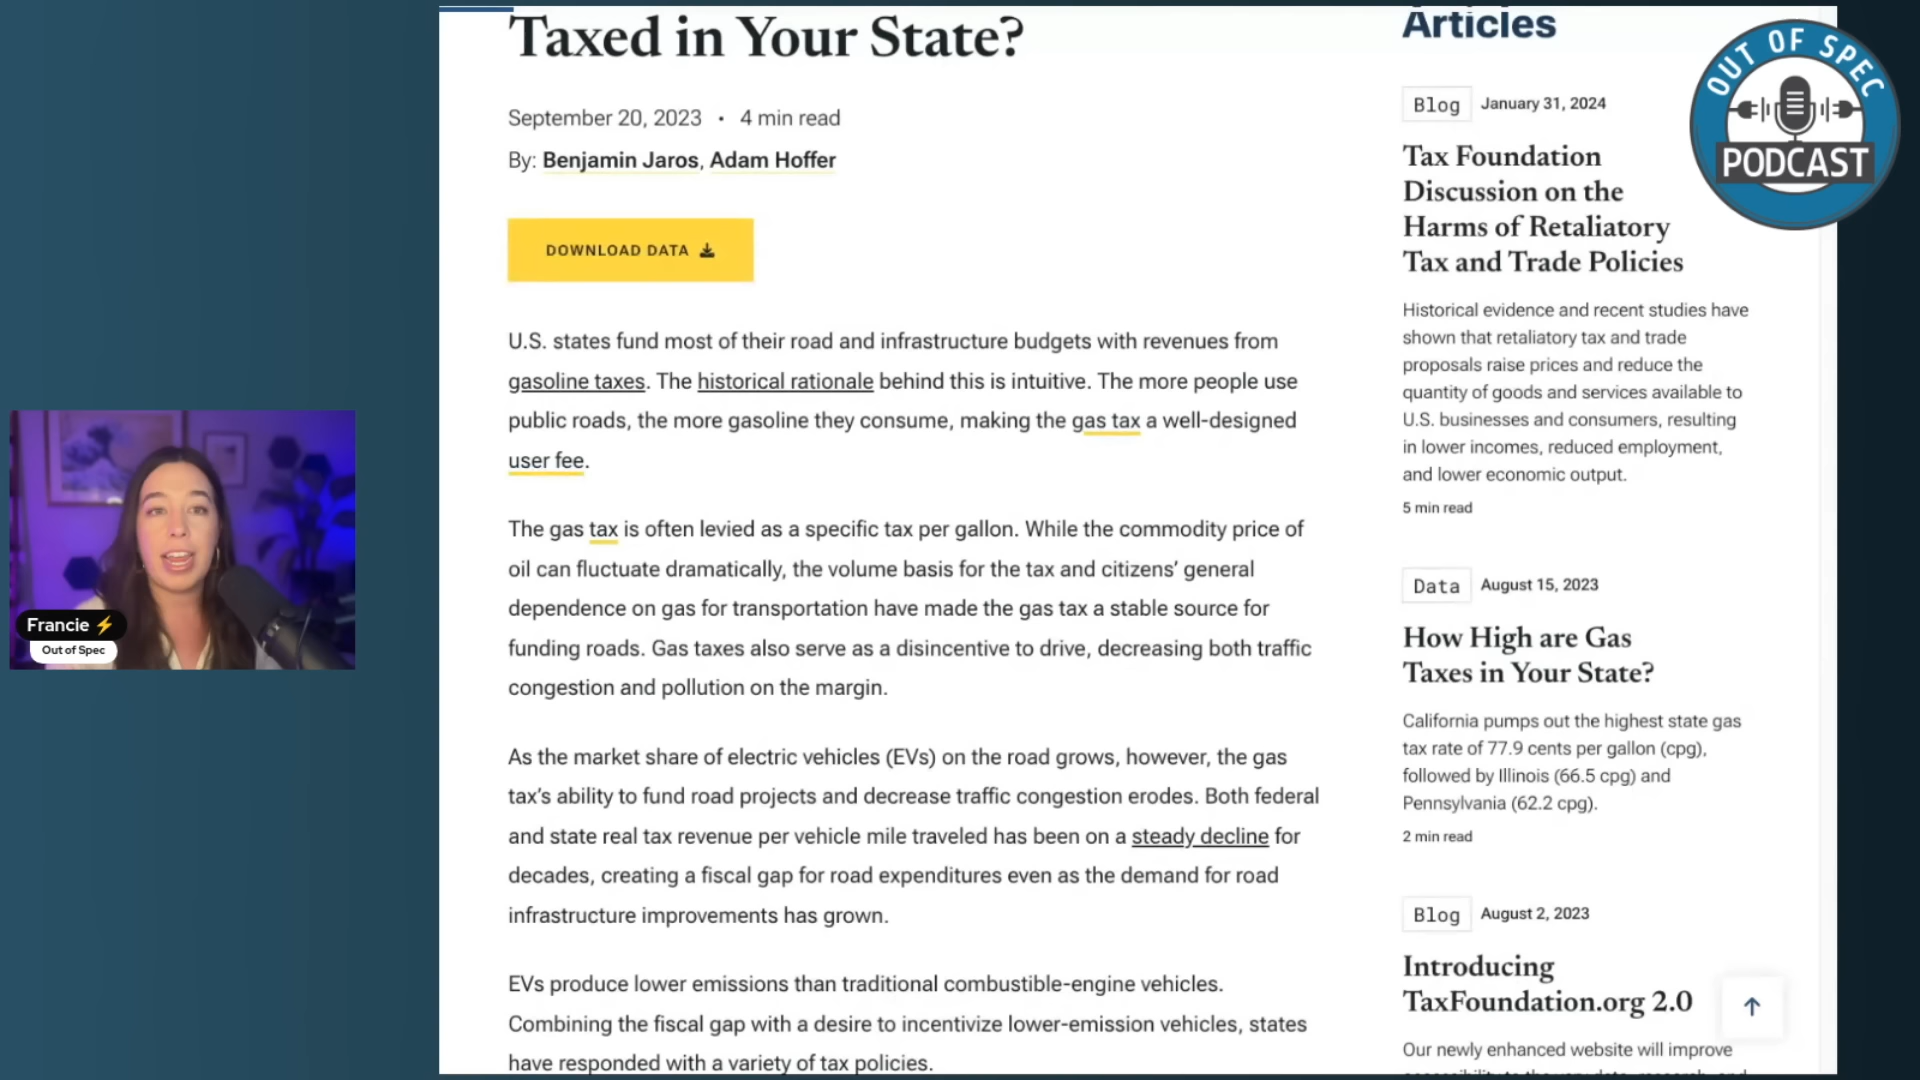 Taxed in Your State?
September 20, 2023 • 4 min read
By: Benjamin Jaros, Adam Hoffer
DOWNLOAD DATA
U.S. states fund most of their road and infrastructure budgets with revenues from
gasoline taxes. The historical rationale behind this is intuitive. The more people use
public roads, the more gasoline they consume, making the gas tax a well-designed
user fee.
The gas tax is often levied as a specific tax per gallon. While the commodity price of
oil can fluctuate dramatically, the volume basis for the tax and citizens’ general
dependence on gas for transportation have made the gas tax a stable source for
funding roads. Gas taxes also serve as a disincentive to drive, decreasing both traffic
congestion and pollution on the margin.
As the market share of electric vehicles (EVs) on the road grows, however, the gas
tax’s ability to fund road projects and decrease traffic congestion erodes. Both federal
and state real tax revenue per vehicle mile traveled has been on a steady decline for
decades, creating a fiscal gap for road expenditures even as the demand for road
infrastructure improvements has grown.
EVs produce lower emissions than traditional combustible-engine vehicles.
Combining the fiscal gap with a desire to incentivize lower-emission vehicles, states
have responded with a variety of tax policies.
Articles
Blog January 31, 2024
Tax Foundation
Discussion on the
Harms of Retaliatory
Tax and Trade Policies
Historical evidence and recent studies have
shown that retaliatory tax and trade
proposals raise prices and reduce the
quantity of goods and services available to
U.S. businesses and consumers, resulting
in lower incomes, reduced employment,
and lower economic output.
5 min read
Data August 15, 2023
How High are Gas
Taxes in Your State?
California pumps out the highest state gas
tax rate of 77.9 cents per gallon (cpg),
followed by Illinois (66.5 cpg) and
Pennsylvania (62.2 cpg).
2 min read
Blog August 2, 2023
Introducing
TaxFoundation.org 2.0
Our newly enhanced website will improve
OUT OF SPEC
PODCAST
Francie ⚡
Out of Spec